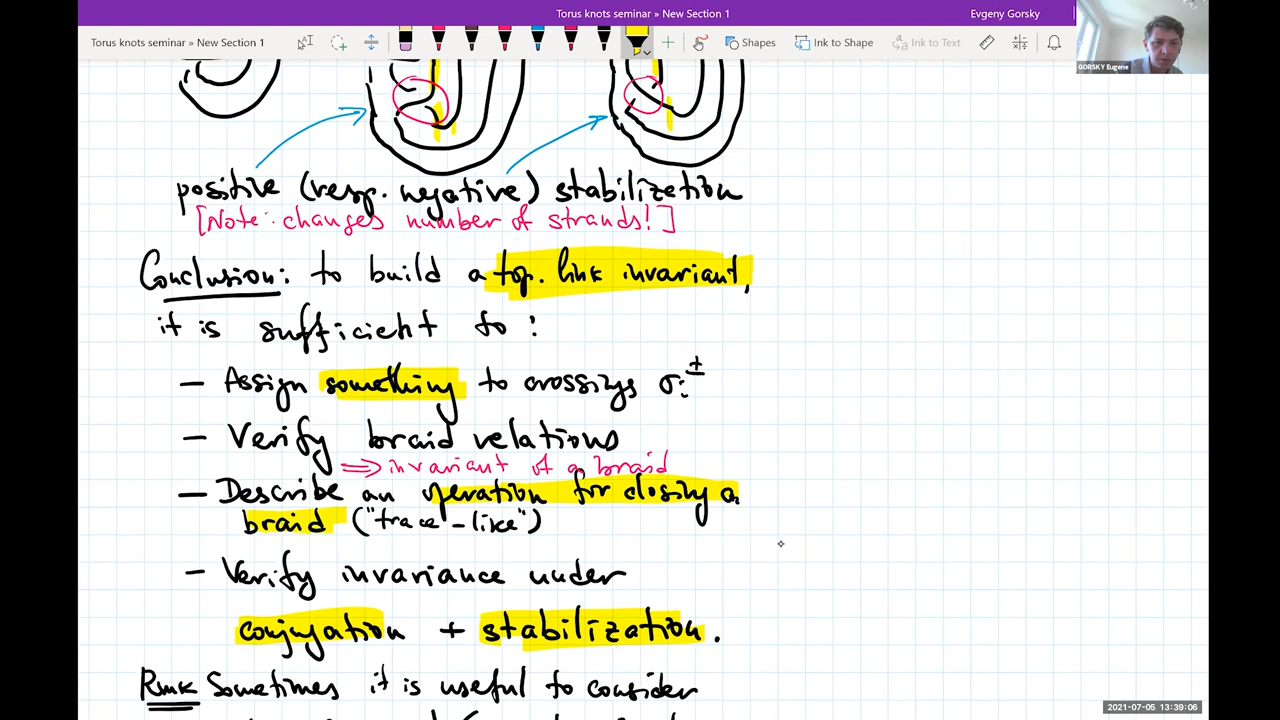 Torus knots seminar » New Section 1
Evgeny Gorsky
Torus knots seminar » New Section 1
Shapes
Ink to Shape
Ink to Text
GORSKY Eugene
positive (resp. negative) stabilization
[Note: changes number of strands!]
Conclusion: to build a top. link invariant,
it is sufficient to:
– Assign something to crossings σᵢ^±
– Verify braid relations
⇒ invariant of a braid
– Describe an operation for closing a
braid ("trace-like")
– Verify invariance under
conjugation + stabilization.
Rmk Sometimes it is useful to consider
2021-07-05 13:39:06